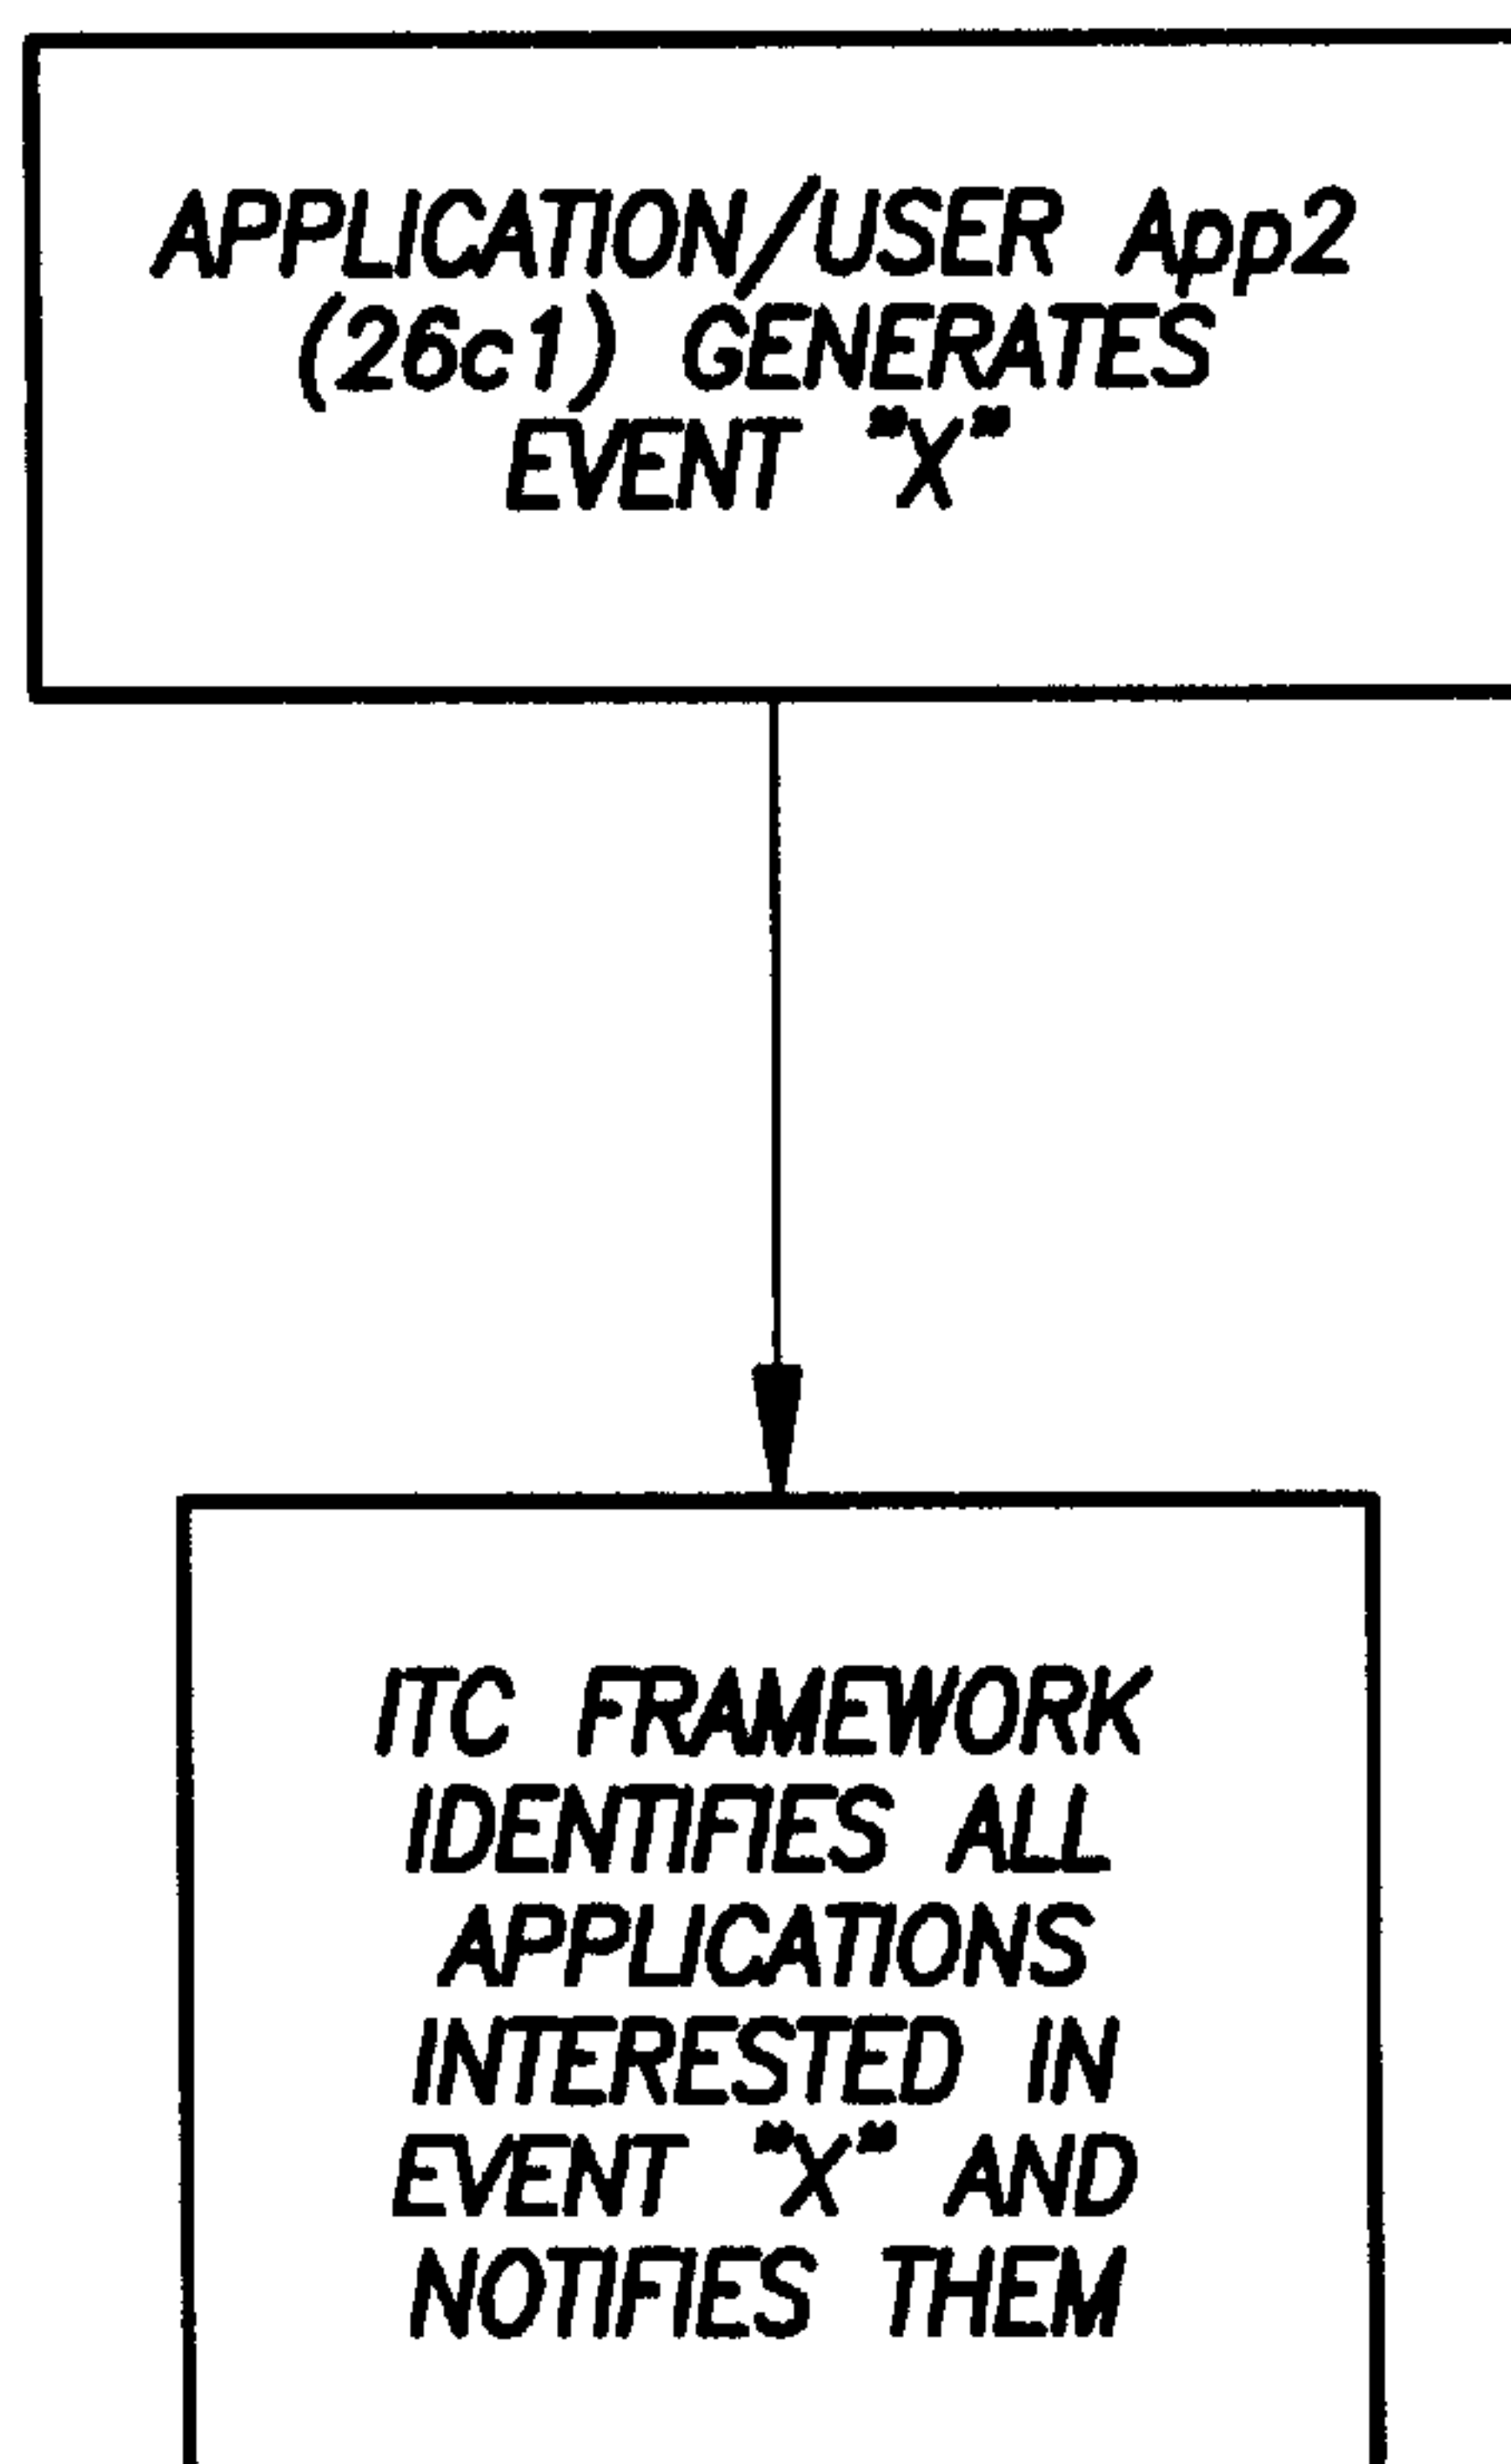 APPLICATION/USER App2
(26c1) GENERATES
EVENT "X"
ITC FRAMEWORK
IDENTIFIES ALL
APPLICATIONS
INTERESTED IN
EVENT "X" AND
NOTIFIES THEM